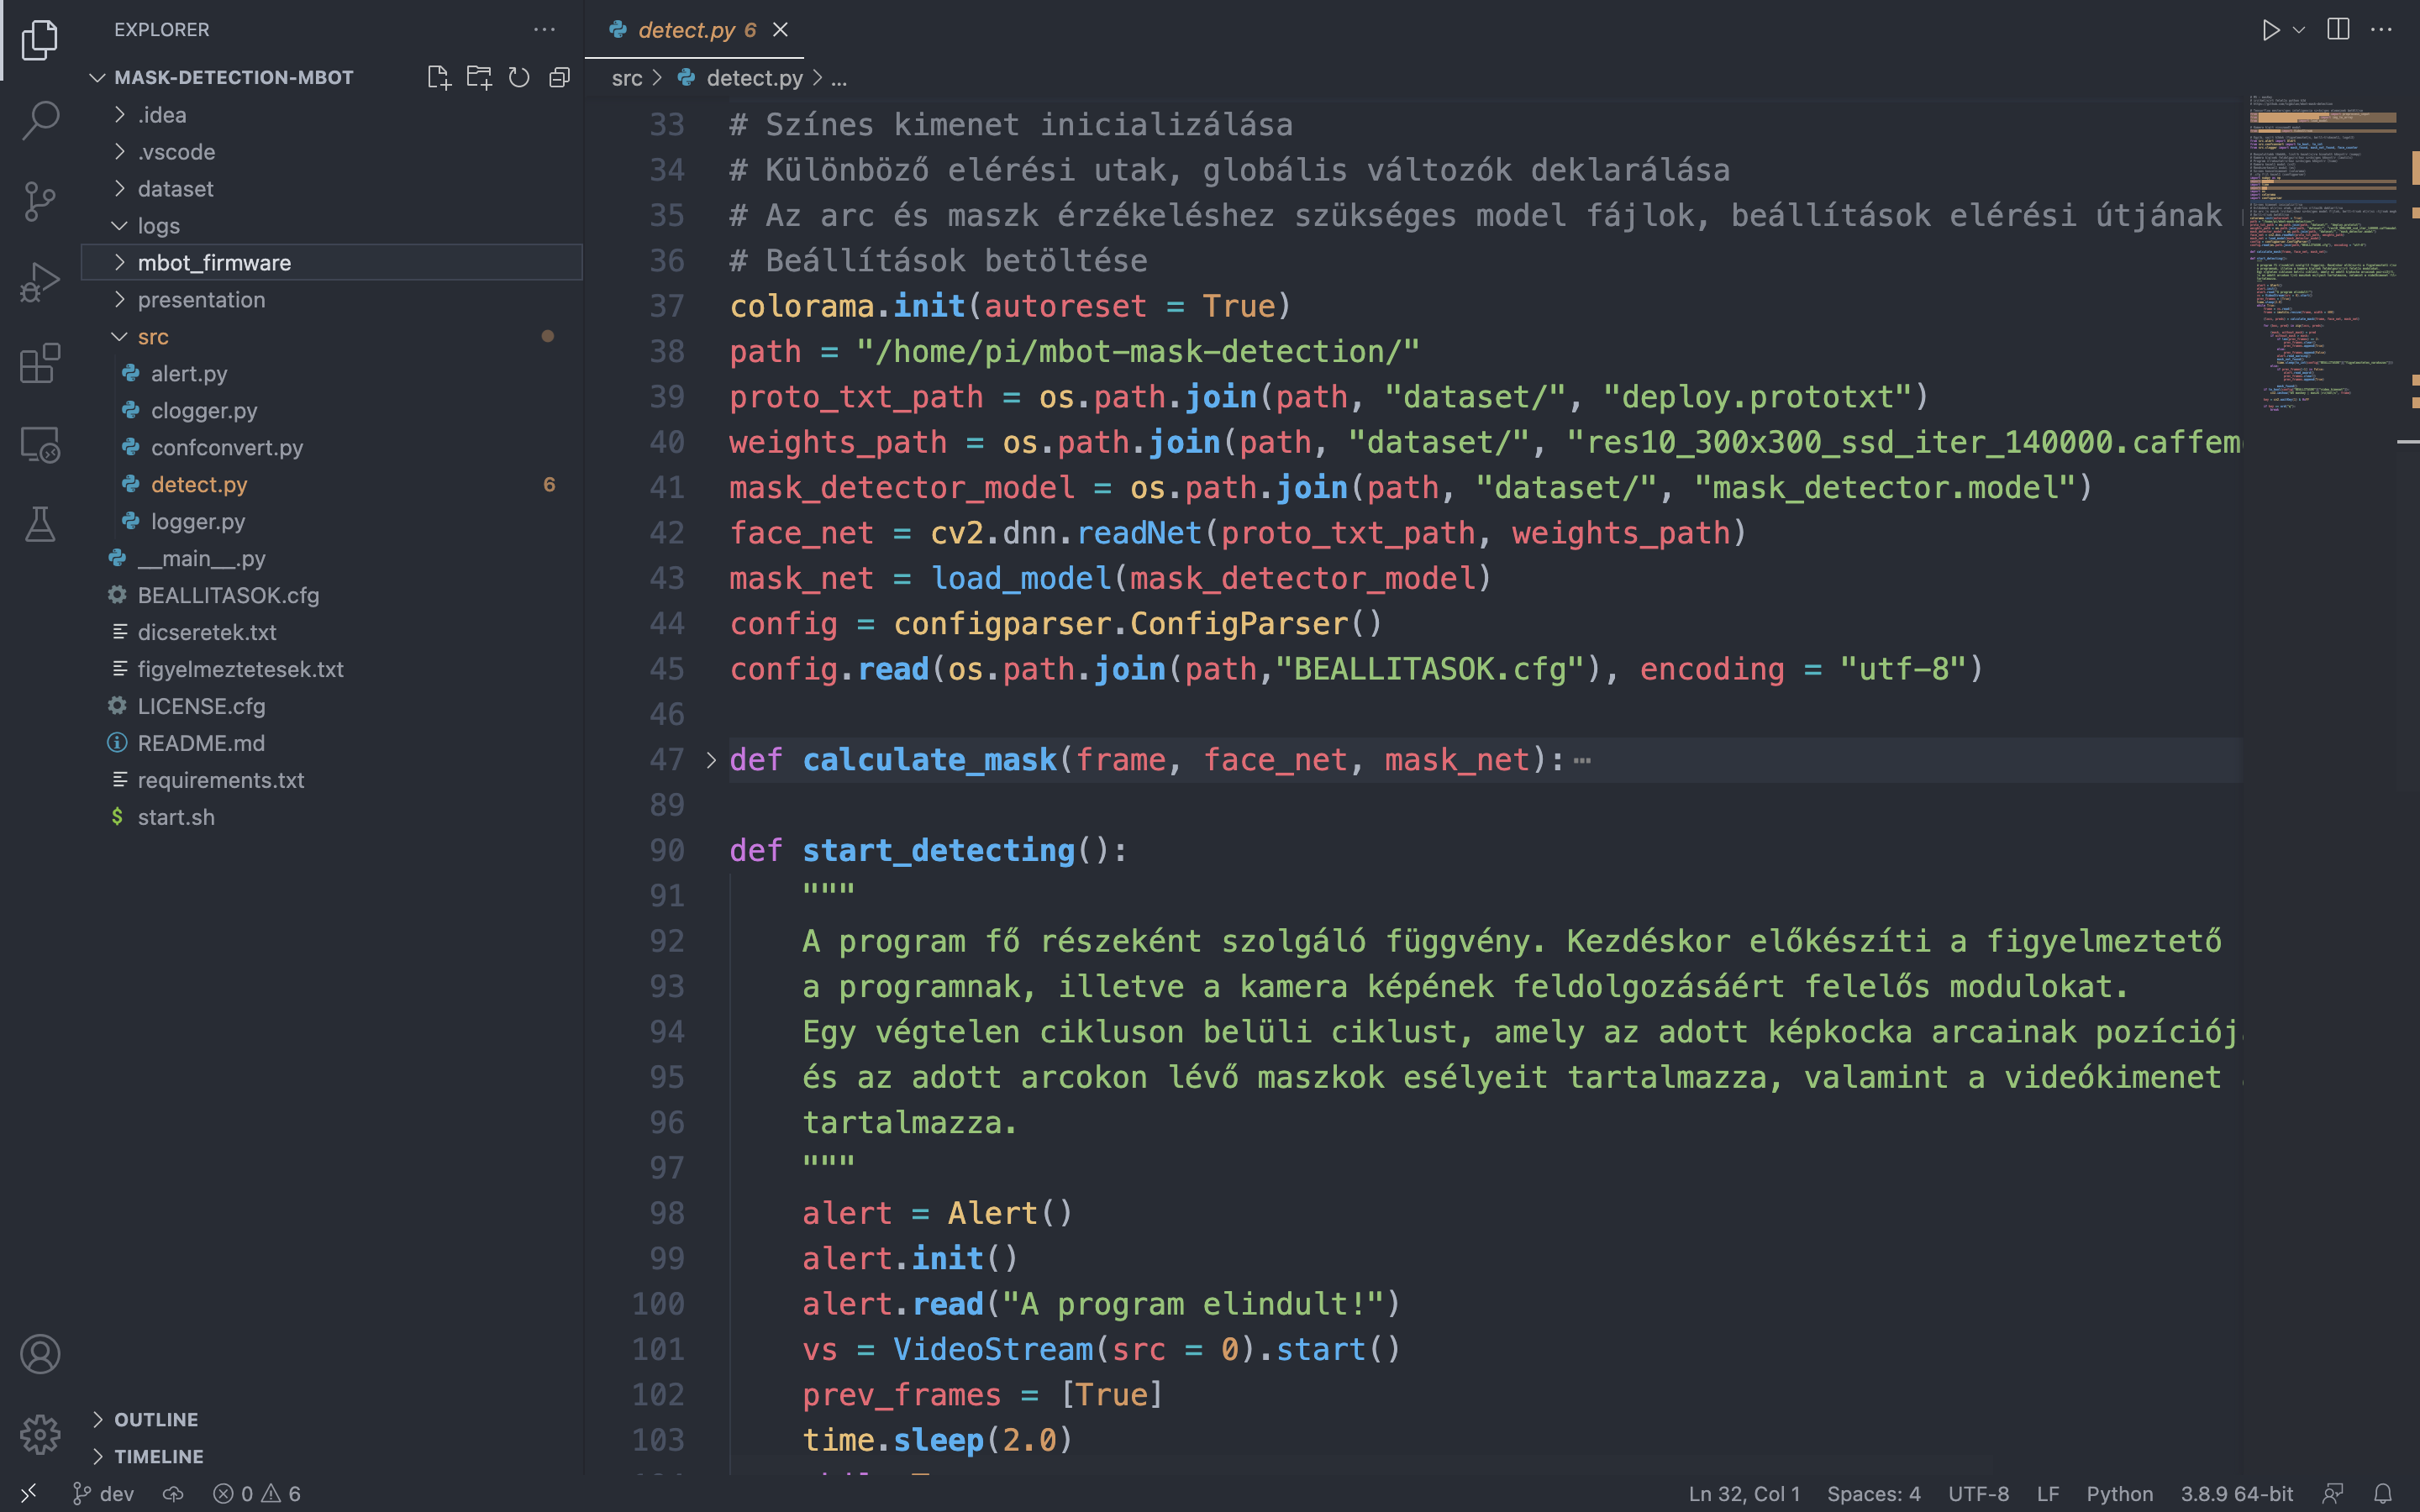 EXPLORER
MASK-DETECTION-MBOT
.idea
.vscode
dataset
logs
mbot_firmware
presentation
src
alert.py
clogger.py
confconvert.py
detect.py 6
logger.py
__main__.py
BEALLITASOK.cfg
dicseretek.txt
figyelmeztetesek.txt
LICENSE.cfg
README.md
requirements.txt
$ start.sh
OUTLINE
TIMELINE
detect.py 6
src > detect.py > ...
33 # Színes kimenet inicializálása
34 # Különböző elérési utak, globális változók deklarálása
35 # Az arc és maszk érzékeléshez szükséges model fájlok, beállítások elérési útjának
36 # Beállítások betöltése
37 colorama.init(autoreset = True)
38 path = "/home/pi/mbot-mask-detection/"
39 proto_txt_path = os.path.join(path, "dataset/", "deploy.prototxt")
40 weights_path = os.path.join(path, "dataset/", "res10_300x300_ssd_iter_140000.caffem
41 mask_detector_model = os.path.join(path, "dataset/", "mask_detector.model")
42 face_net = cv2.dnn.readNet(proto_txt_path, weights_path)
43 mask_net = load_model(mask_detector_model)
44 config = configparser.ConfigParser()
45 config.read(os.path.join(path,"BEALLITASOK.cfg"), encoding = "utf-8")
46
47 def calculate_mask(frame, face_net, mask_net):
89
90 def start_detecting():
91 """
92 A program fő részeként szolgáló függvény. Kezdéskor előkészíti a figyelmeztető
93 a programnak, illetve a kamera képének feldolgozásáért felelős modulokat.
94 Egy végtelen cikluson belüli ciklust, amely az adott képkocka arcainak pozíciój
95 és az adott arcokon lévő maszkok esélyeit tartalmazza, valamint a videókimenet
96 tartalmazza.
97 """
98 alert = Alert()
99 alert.init()
100 alert.read("A program elindult!")
101 vs = VideoStream(src = 0).start()
102 prev_frames = [True]
103 time.sleep(2.0)
dev 0 6 Ln 32, Col 1 Spaces: 4 UTF-8 LF Python 3.8.9 64-bit